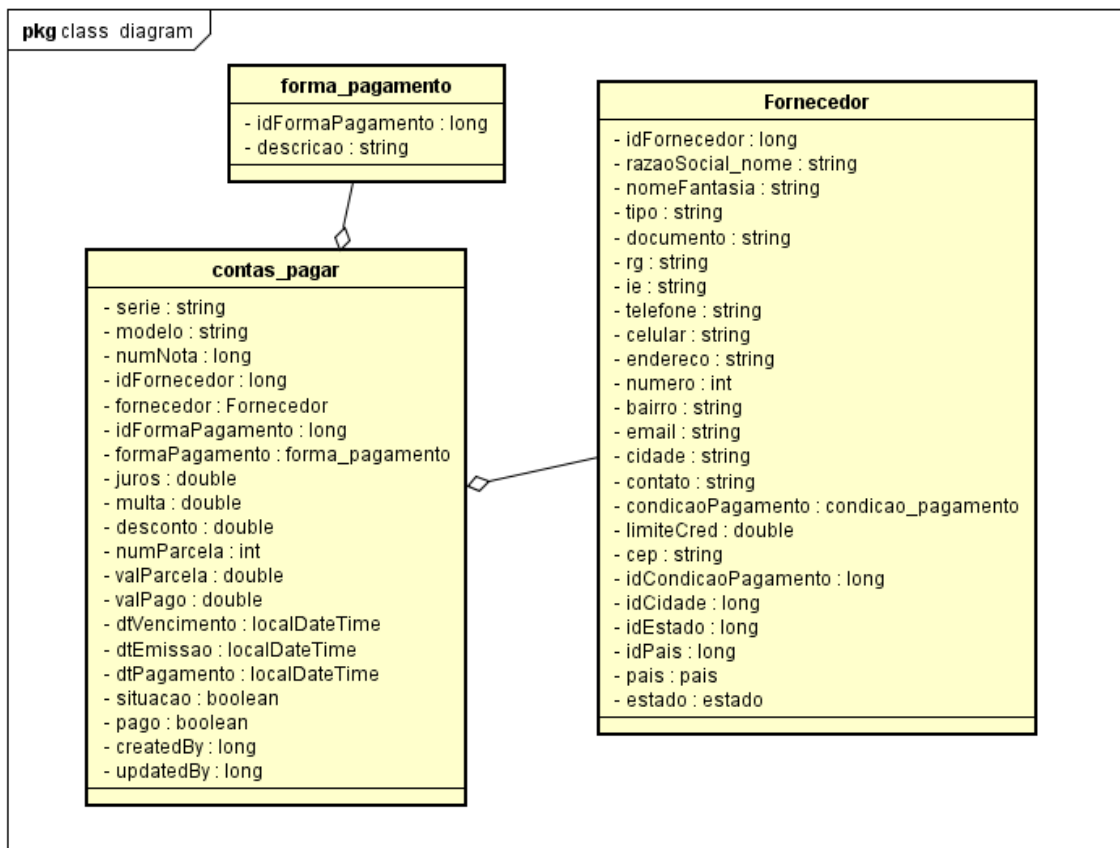 pkg class diagram
forma_pagamento
- idFormaPagamento : long
- descricao : string
contas_pagar
- serie : string
- modelo : string
- numNota : long
- idFornecedor : long
- fornecedor : Fornecedor
- idFormaPagamento : long
- formaPagamento : forma_pagamento
- juros : double
- multa : double
- desconto : double
- numParcela : int
- valParcela : double
- valPago : double
- dtVencimento : localDateTime
- dtEmissao : localDateTime
- dtPagamento : localDateTime
- situacao : boolean
- pago : boolean
- createdBy : long
- updatedBy : long
Fornecedor
- idFornecedor : long
- razaoSocial_nome : string
- nomeFantasia : string
- tipo : string
- documento : string
- rg : string
- ie : string
- telefone : string
- celular : string
- endereco : string
- numero : int
- bairro : string
- email : string
- cidade : string
- contato : string
- condicaoPagamento : condicao_pagamento
- limiteCred : double
- cep : string
- idCondicaoPagamento : long
- idCidade : long
- idEstado : long
- idPais : long
- pais : pais
- estado : estado